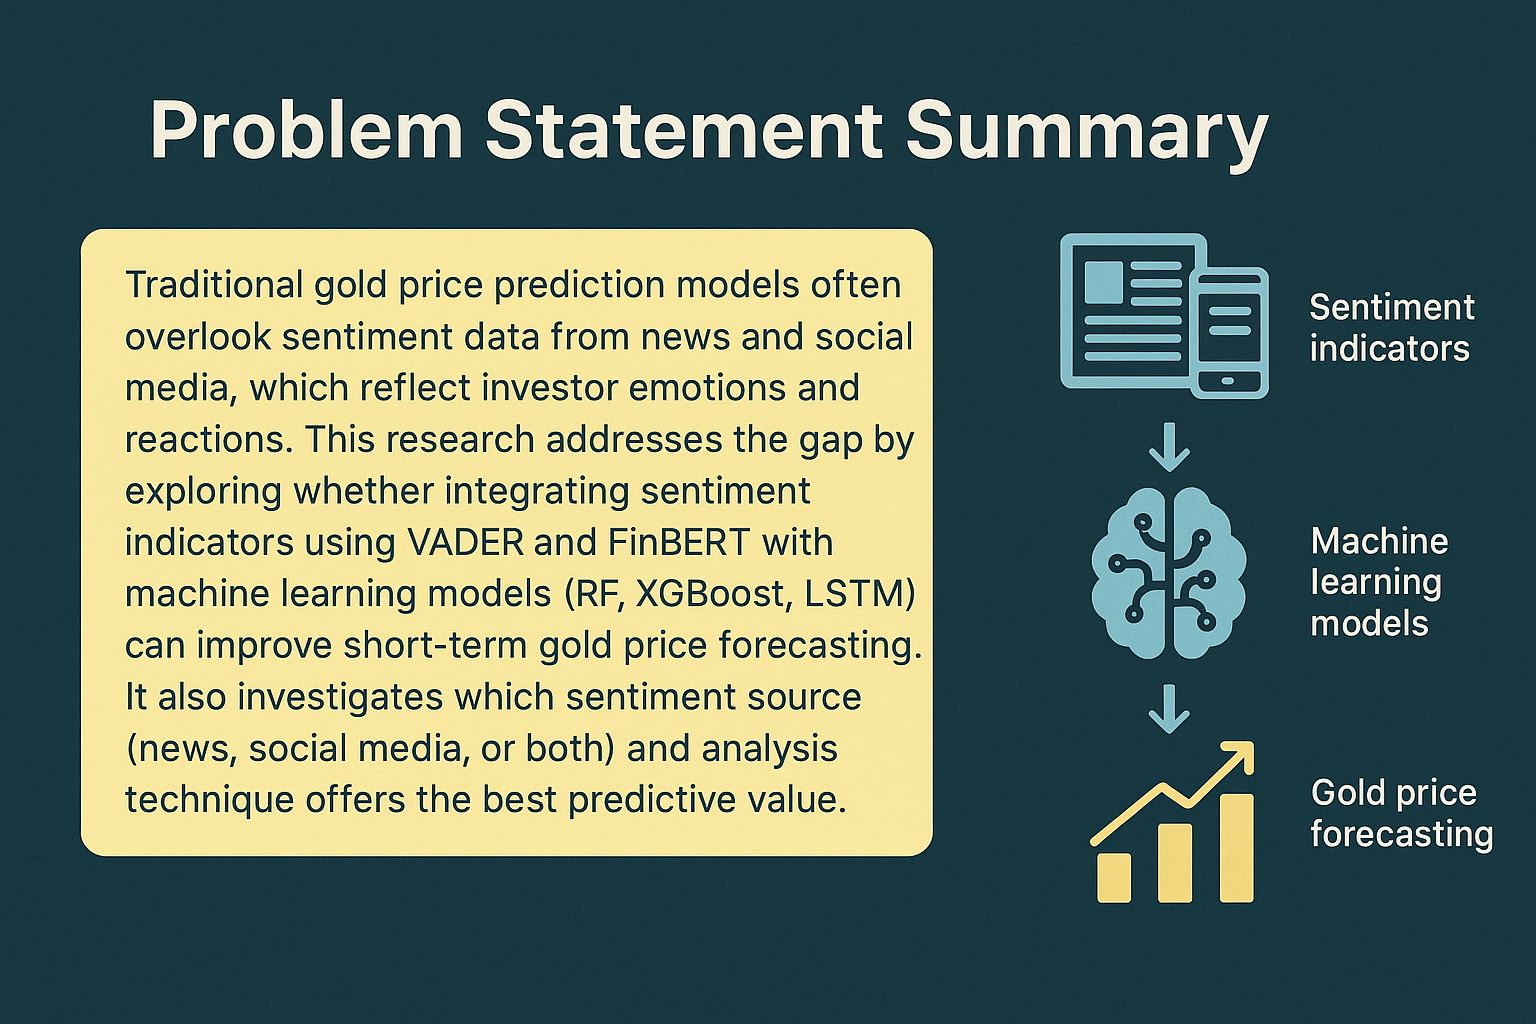 Problem Statement Summary
Traditional gold price prediction models often
overlook sentiment data from news and social
media, which reflect investor emotions and
reactions. This research addresses the gap by
exploring whether integrating sentiment
indicators using VADER and FinBERT with
machine learning models (RF, XGBoost, LSTM)
can improve short-term gold price forecasting.
It also investigates which sentiment source
(news, social media, or both) and analysis
technique offers the best predictive value.
Sentiment
indicators
Machine
learning
models
Gold price
forecasting